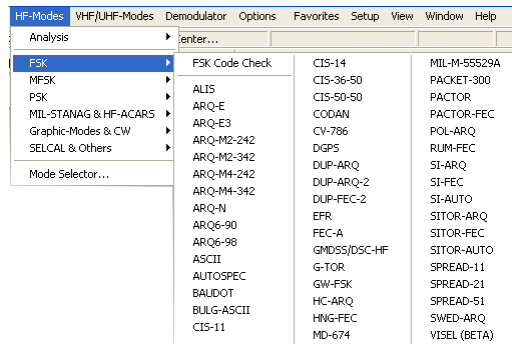 HF-Modes VHF/UHF-Modes Demodulator Options Favorites Setup View Window Help
Analysis
FSK
MFSK
PSK
MIL-STANAG & HF-ACARS
Graphic-Modes & CW
SELCAL & Others
Mode Selector...
enter...
FSK Code Check
ALIS
ARQ-E
ARQ-E3
ARQ-M2-242
ARQ-M2-342
ARQ-M4-242
ARQ-M4-342
ARQ-N
ARQ6-90
ARQ6-98
ASCII
AUTOSPEC
BAUDOT
BULG-ASCII
CIS-11
CIS-14
CIS-36-50
CIS-50-50
CODAN
CV-786
DGPS
DUP-ARQ
DUP-ARQ-2
DUP-FEC-2
EFR
FEC-A
GMDSS/DSC-HF
G-TOR
GW-FSK
HC-ARQ
HNG-FEC
MD-674
MIL-M-55529A
PACKET-300
PACTOR
PACTOR-FEC
POL-ARQ
RUM-FEC
SI-ARQ
SI-FEC
SI-AUTO
SITOR-ARQ
SITOR-FEC
SITOR-AUTO
SPREAD-11
SPREAD-21
SPREAD-51
SWED-ARQ
VISEL (BETA)